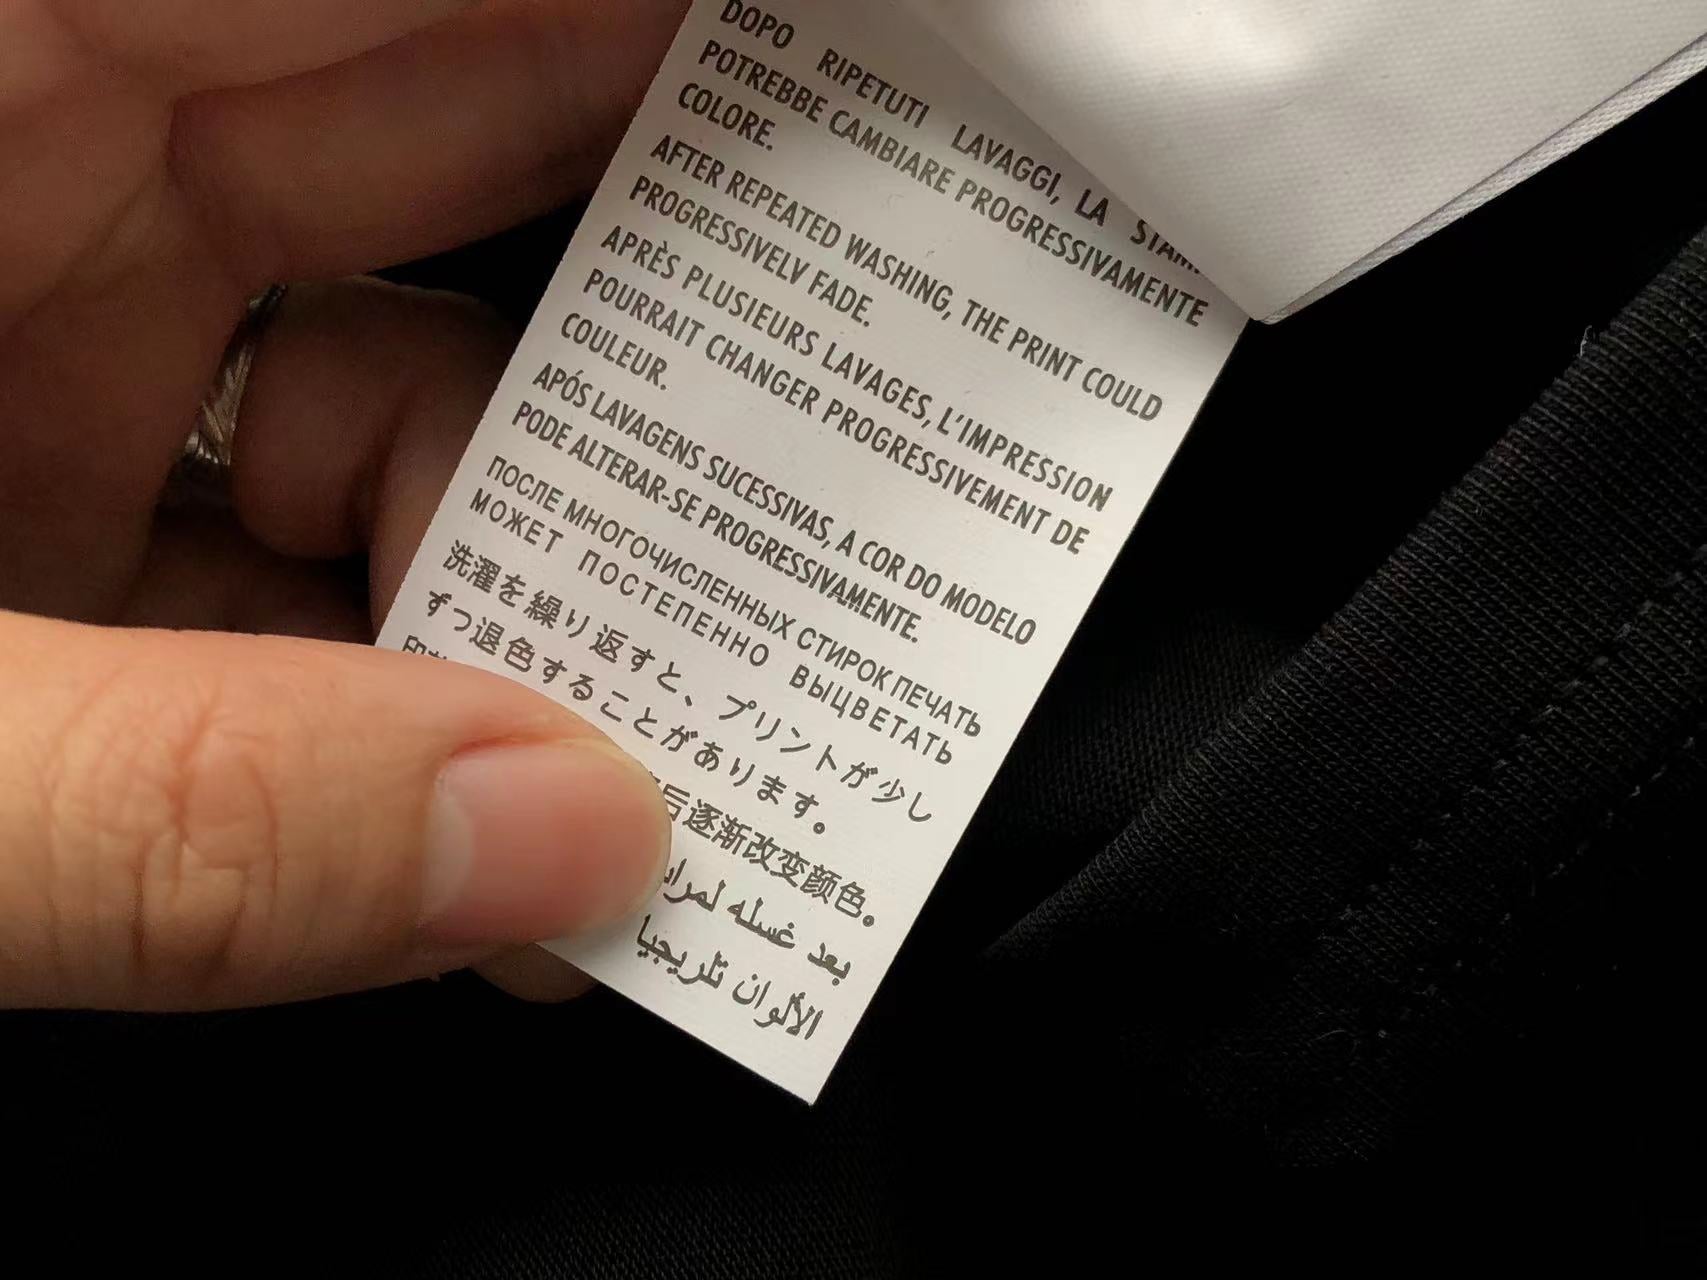 DOPO RIPETUTI LAVAGGI, LA
POTREBBE CAMBIARE PROGRESSIVAMENTE
COLORE.
AFTER REPEATED WASHING, THE PRINT COULD
PROGRESSIVELV FADE.
APRÈS PLUSIEURS LAVAGES, L'IMPRESSION
POURRAIT CHANGER PROGRESSIVEMENT DE
COULEUR.
APÓS LAVAGENS SUCESSIVAS, A COR DO MODELO
PODE ALTERAR-SE PROGRESSIVAMENTE.
ПОСЛЕ МНОГОЧИСЛЕННЫХ СТИРОК ПЕЧАТЬ
МОЖЕТ ПОСТЕПЕННО ВЫЦВЕТАТЬ
洗濯を繰り返すと、プリントが少し
ずつ退色することがあります。
后逐渐改变颜色。
بعد غسله
الألوان تلريجيا